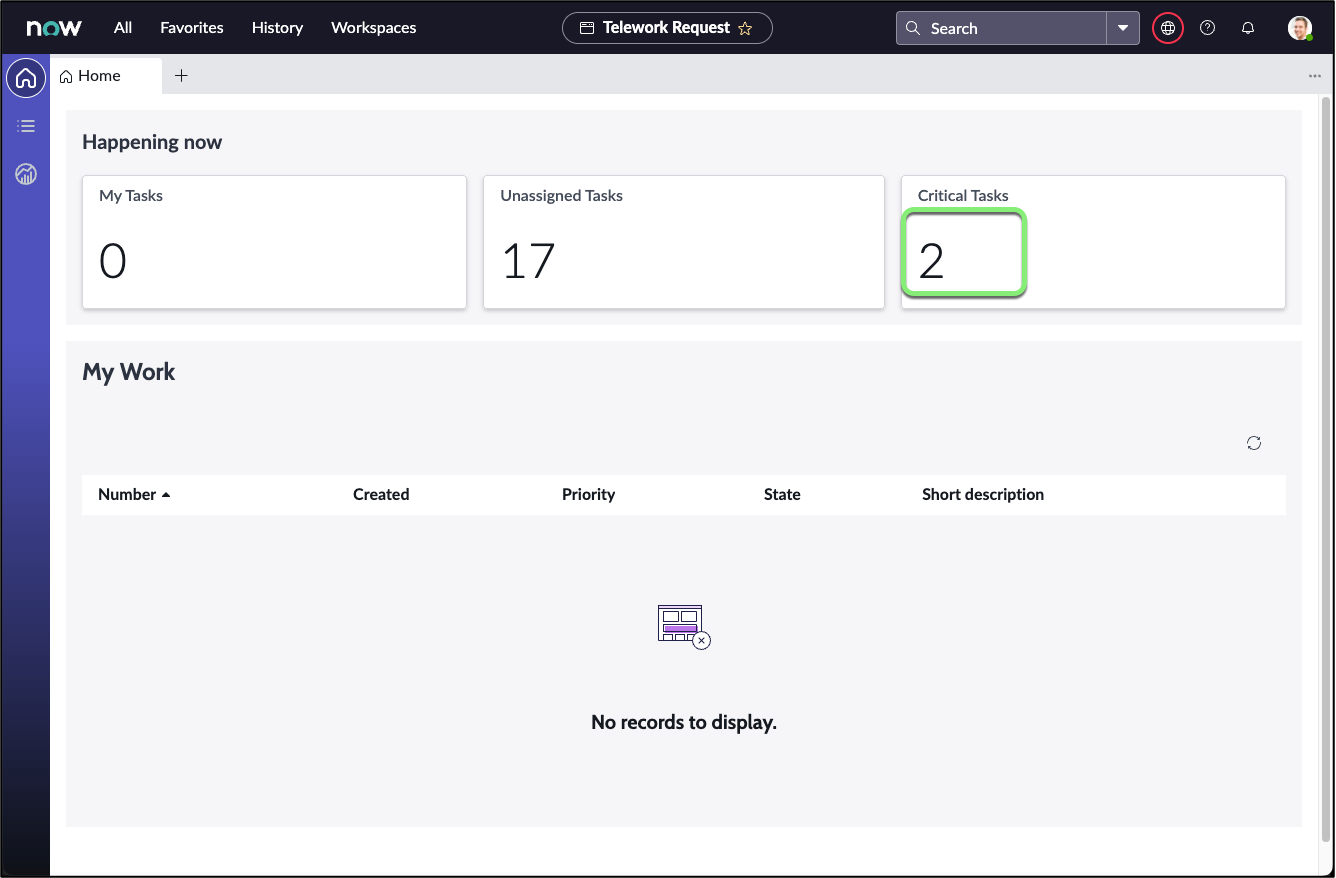 now All Favorites History Workspaces Telework Request Search
Home
Happening now
My Tasks Unassigned Tasks Critical Tasks
0 17 2
My Work
Number Created Priority State Short description
No records to display.